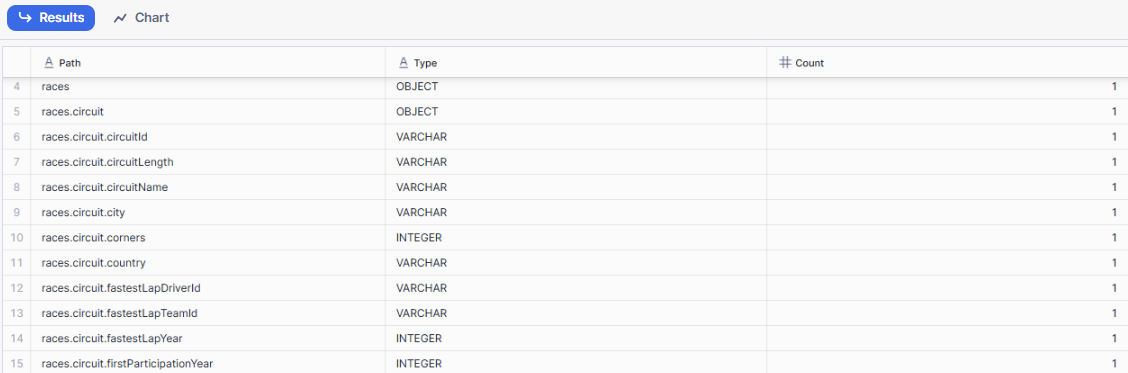 Results Chart
Path Type Count
4 races OBJECT 1
5 races.circuit OBJECT 1
6 races.circuit.circuitId VARCHAR 1
7 races.circuit.circuitLength VARCHAR 1
8 races.circuit.circuitName VARCHAR 1
9 races.circuit.city VARCHAR 1
10 races.circuit.corners INTEGER 1
11 races.circuit.country VARCHAR 1
12 races.circuit.fastestLapDriverId VARCHAR 1
13 races.circuit.fastestLapTeamId VARCHAR 1
14 races.circuit.fastestLapYear INTEGER 1
15 races.circuit.firstParticipationYear INTEGER 1